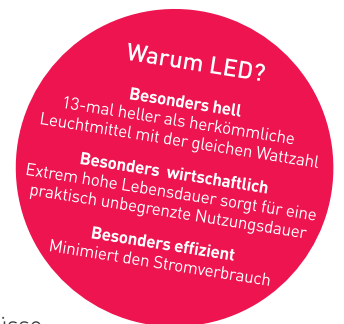 Warum LED?
Besonders hell
13-mal heller als herkömmliche
Leuchtmittel mit der gleichen Wattzahl
Besonders wirtschaftlich
Extrem hohe Lebensdauer sorgt für eine
praktisch unbegrenzte Nutzungsdauer
Besonders effizient
Minimiert den Stromverbrauch